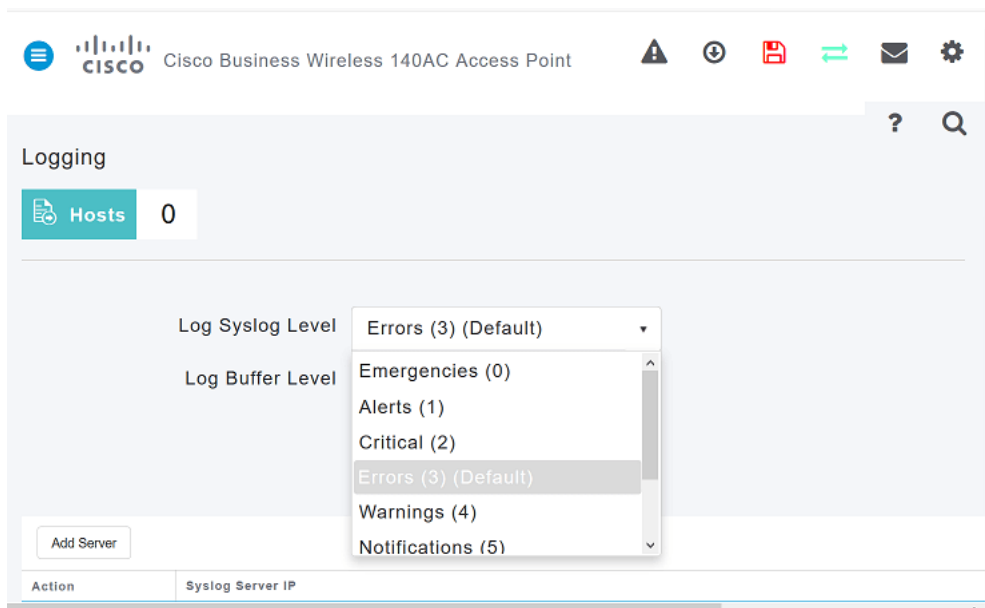 CISCO Cisco Business Wireless 140AC Access Point
?
Logging
Hosts 0
Log Syslog Level Errors (3) (Default)
Log Buffer Level
Emergencies (0)
Alerts (1)
Critical (2)
Errors (3) (Default)
Warnings (4)
Notifications (5)
Add Server
Action Syslog Server IP